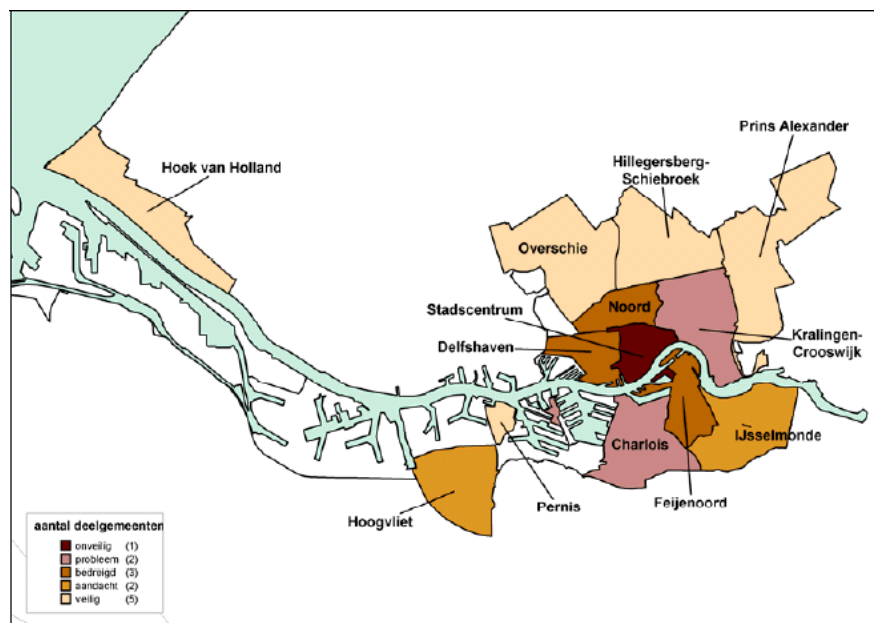 Prins Alexander
Hillegersberg-
Schiebroek
Hoek van Holland
Overschie
Noord
Stadscentrum
Delfshaven
Kralingen-
Crooswijk
IJsselmonde
Charlois
Feijenoord
Pernis
Hoogvliet
aantal deelgemeenten
onveilig (1)
probleem (2)
bedreigd (3)
aandacht (2)
veilig (5)